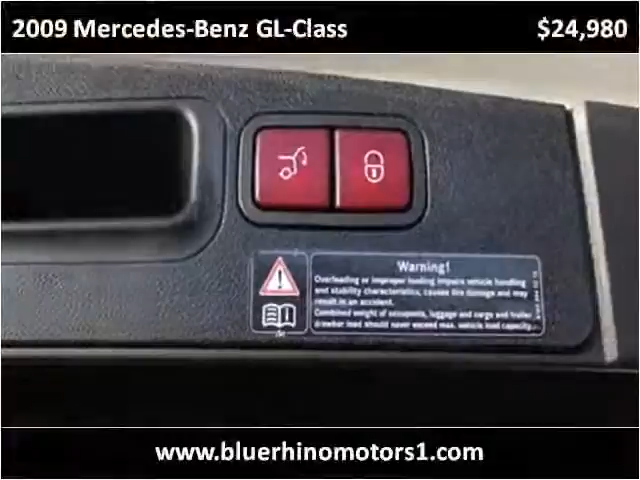 2009 Mercedes-Benz GL-Class $24,980
Warning!
Overloading or improper loading impairs vehicle handling
and stability characteristics, causes tire damage and may
result in an accident.
Combined weight of occupants, luggage and cargo and trailer
drawbar load should never exceed max. vehicle load capacity.
www.bluerhinomotors1.com